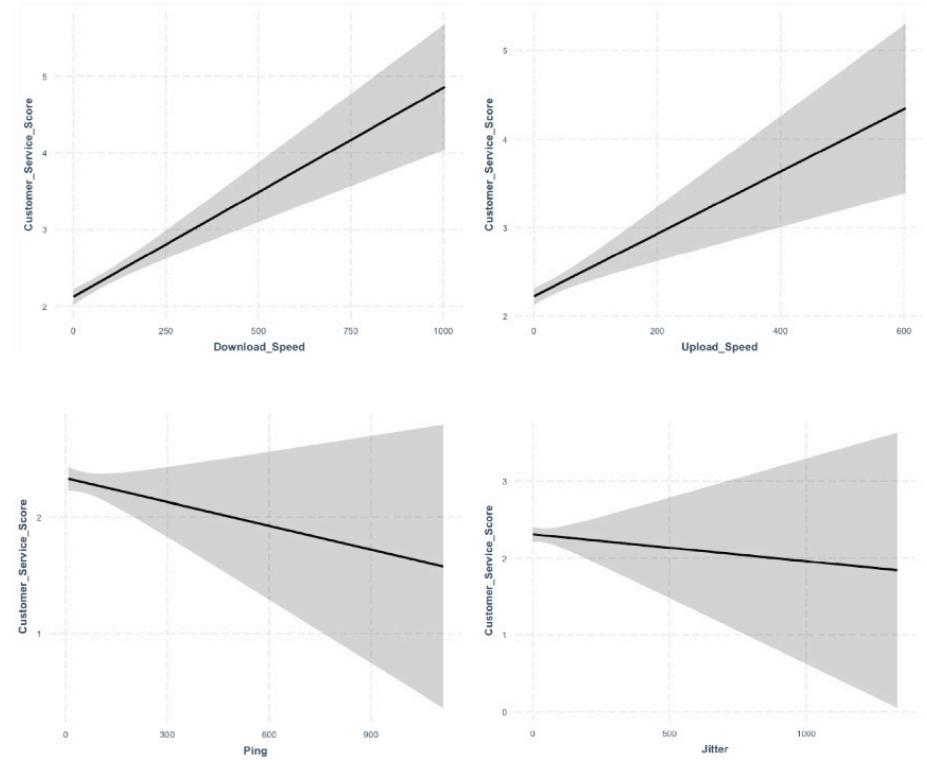 Customer_Service_Score
5
4
3
2
0 250 500 750 1000
Download_Speed
Customer_Service_Score
5
4
3
2
0 200 400 600
Upload_Speed
Customer_Service_Score
2
1
0 300 600 900
Ping
Customer_Service_Score
3
2
1
0
0 500 1000
Jitter